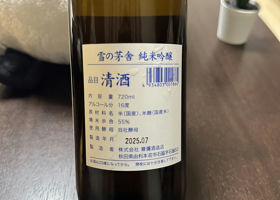 雪の茅舎 純米吟醸
品目 清酒
内容量 720ml
アルコール分 16度
原材料名 米(国産)、米麹(国産米)
精米歩合 55%
使用酵母 自社酵母
製造年月 2025.07
製造者 株式会社 齋彌酒造店
秋田県由利本荘市石脇字石脇53